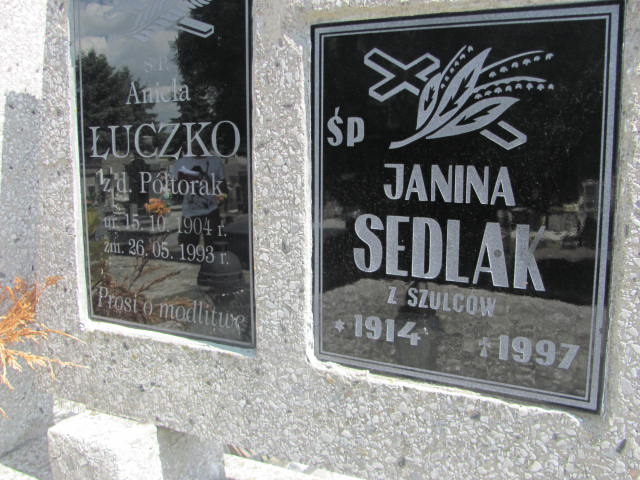 Ś.P.
Aniela
ŁUCZKO
z d. Półtorak
ur. 15. 10. 1904 r.
zm. 26. 05. 1993 r.
Prosi o modlitwę
ŚP
JANINA
SEDLAK
Z SZULCÓW
* 1914 † 1997